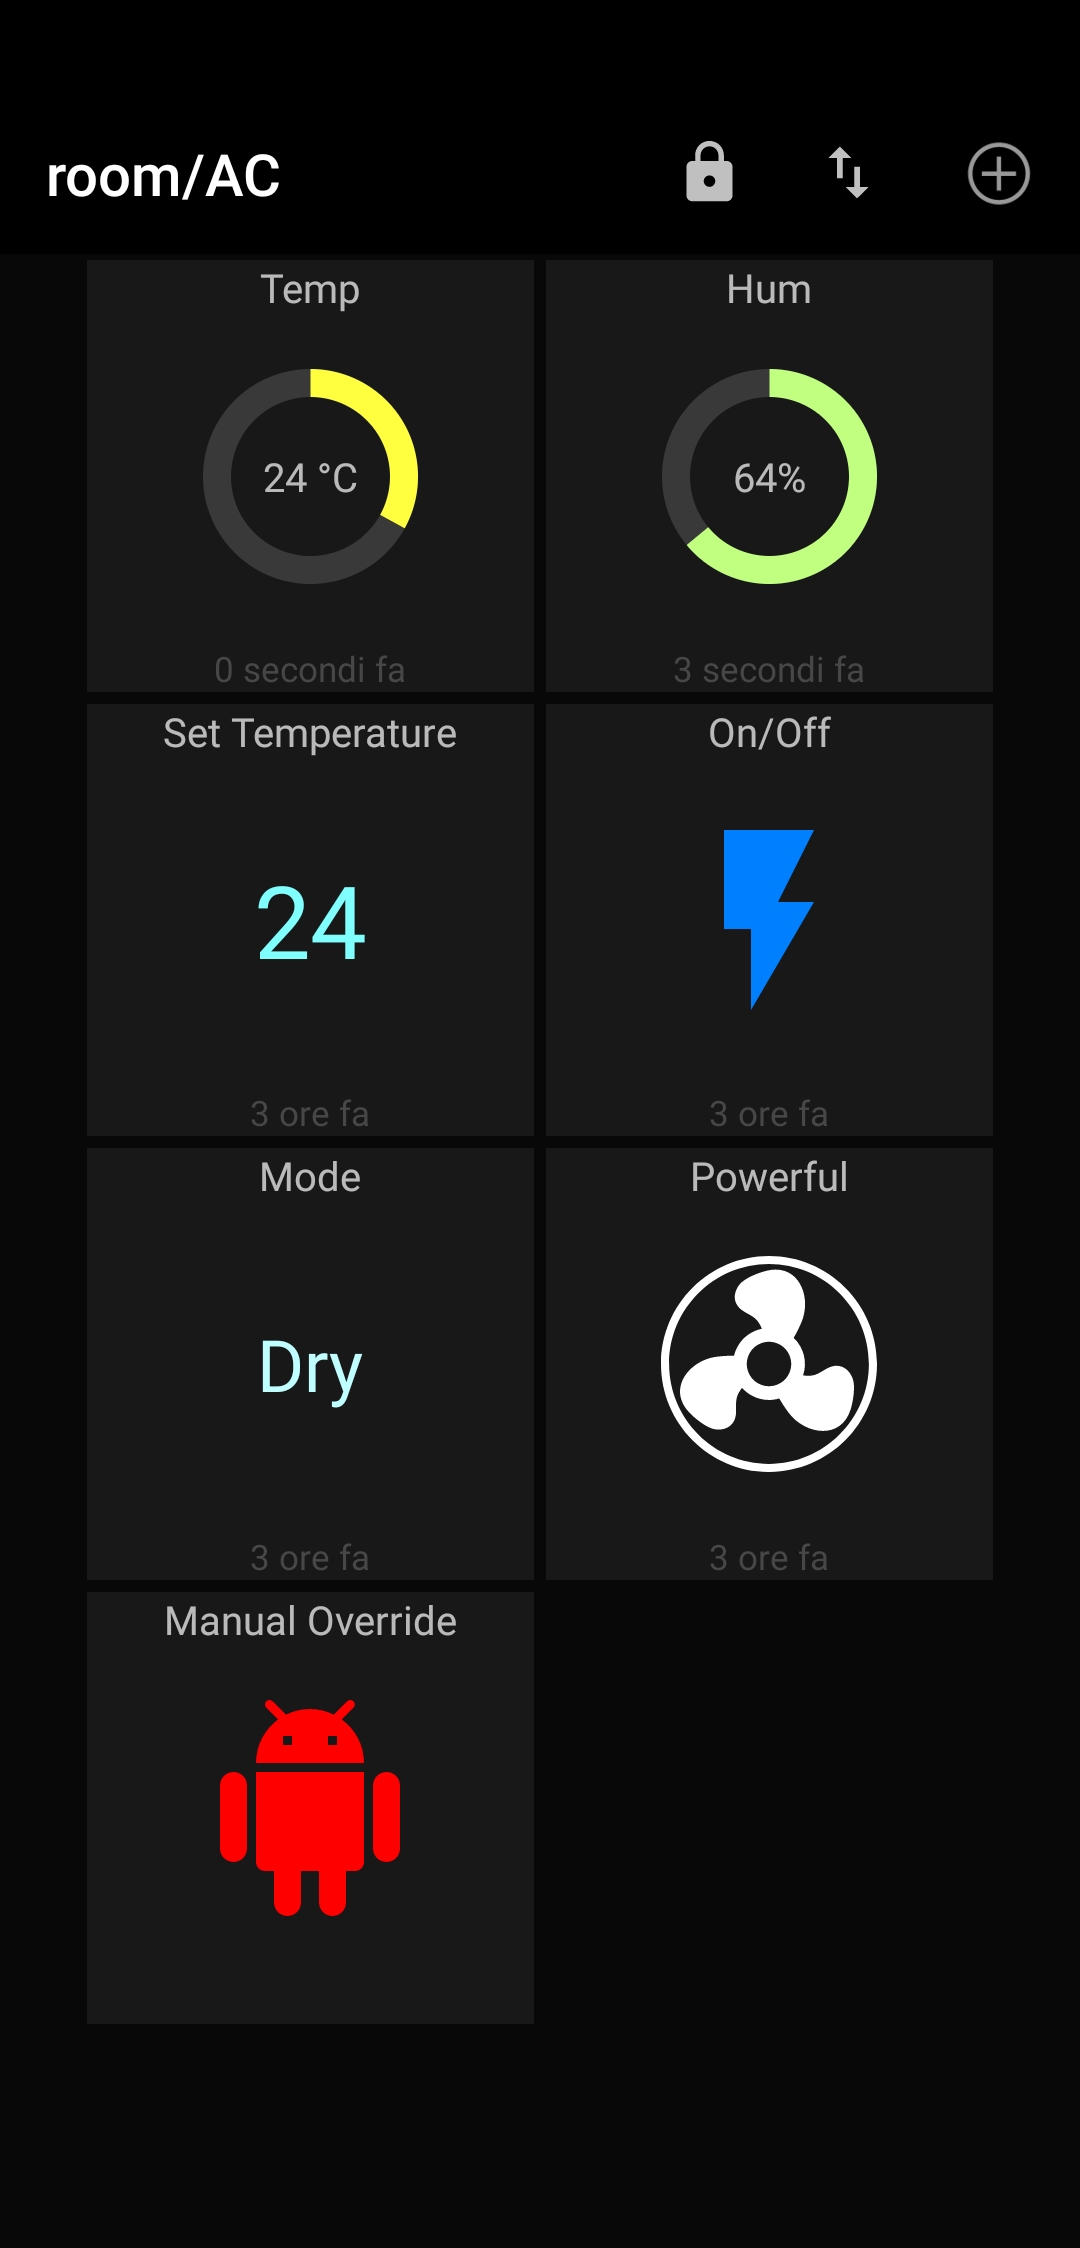 room/AC
Temp
Hum
24 °C
64%
0 secondi fa
3 secondi fa
Set Temperature
On/Off
24
3 ore fa
3 ore fa
Mode
Powerful
Dry
3 ore fa
3 ore fa
Manual Override